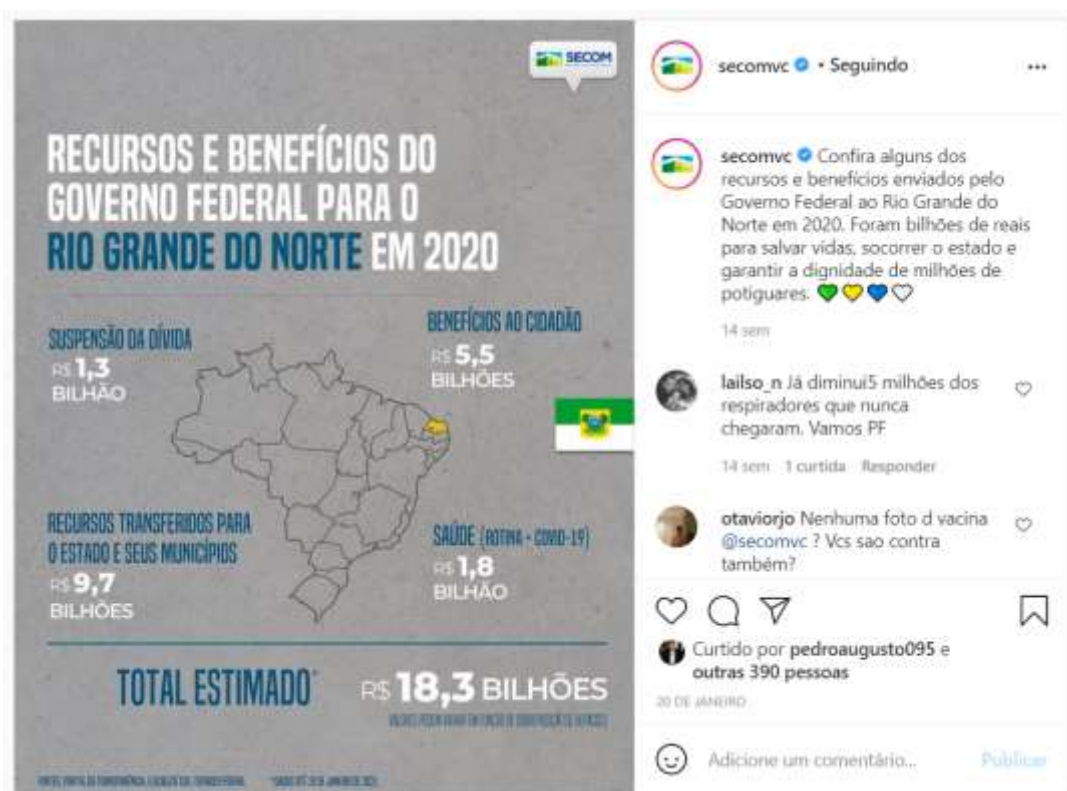 SECOM
RECURSOS E BENEFÍCIOS DO
GOVERNO FEDERAL PARA O
RIO GRANDE DO NORTE EM 2020
SUSPENSÃO DA DÍVIDA
R$ 1,3
BILHÃO
BENEFÍCIOS AO CIDADÃO
R$ 5,5
BILHÕES
RECURSOS TRANSFERIDOS PARA
O ESTADO E SEUS MUNICÍPIOS
R$ 9,7
BILHÕES
SAÚDE (ROTINA + COVID-19)
R$ 1,8
BILHÃO
TOTAL ESTIMADO* R$ 18,3 BILHÕES
secomvc • Seguindo
secomvc Confira alguns dos
recursos e benefícios enviados pelo
Governo Federal ao Rio Grande do
Norte em 2020. Foram bilhões de reais
para salvar vidas, socorrer o estado e
garantir a dignidade de milhões de
potiguares. 💚💛💙🤍
14 sem
lailso_n Já diminui5 milhões dos
respiradores que nunca
chegaram. Vamos PF
14 sem 1 curtida Responder
otaviorjo Nenhuma foto d vacina
@secomvc ? Vcs sao contra
também?
Curtido por pedroaugusto095 e
outras 390 pessoas
20 DE JANEIRO
Adicione um comentário... Publicar